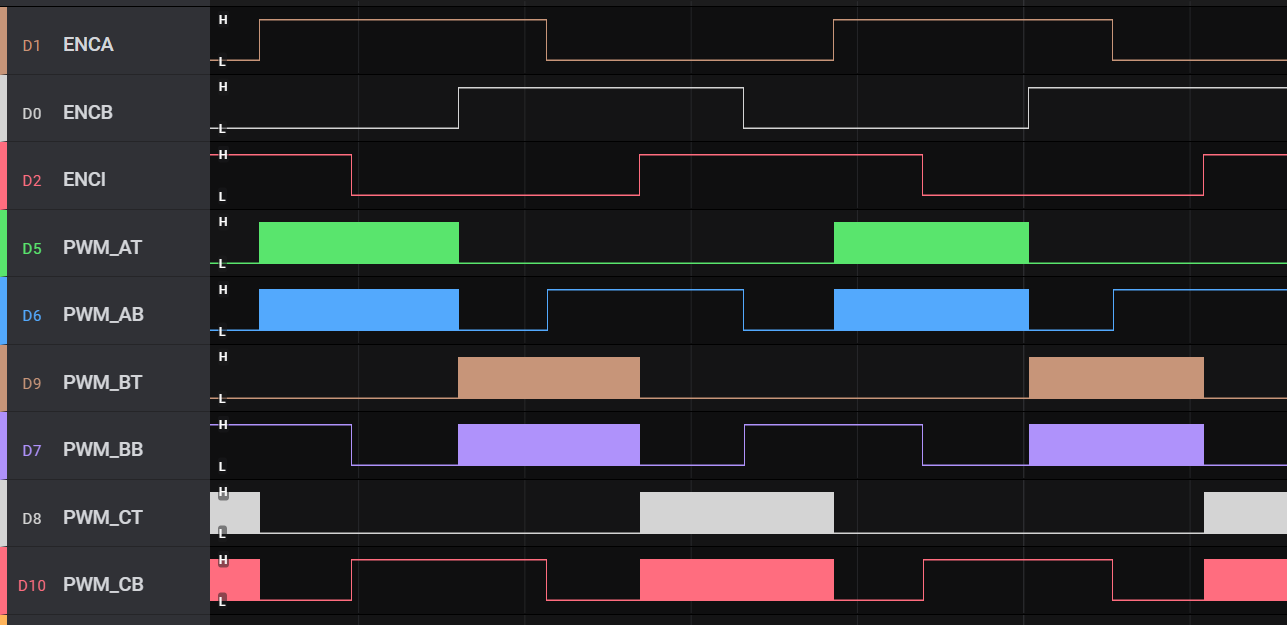 H
D1 ENCA
L
H
D0 ENCB
L
H
D2 ENCI
L
H
D5 PWM_AT
L
H
D6 PWM_AB
L
H
D9 PWM_BT
L
H
D7 PWM_BB
L
H
D8 PWM_CT
L
H
D10 PWM_CB
L